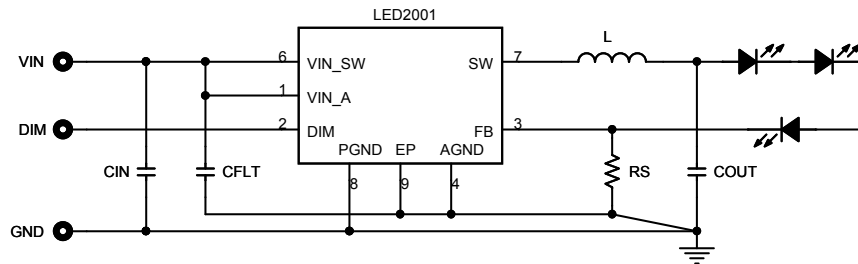 LED2001
VIN
6
VIN_SW
SW
7
L
1
VIN_A
DIM
2
DIM
FB
3
PGND
EP
AGND
CIN
CFLT
8
9
4
RS
COUT
GND